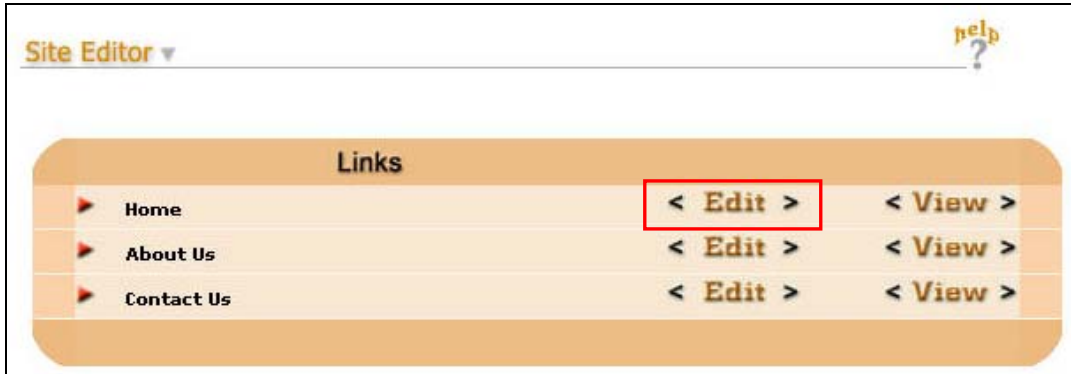 help
Site Editor
?
Links
Home < Edit > < View >
About Us < Edit > < View >
Contact Us < Edit > < View >